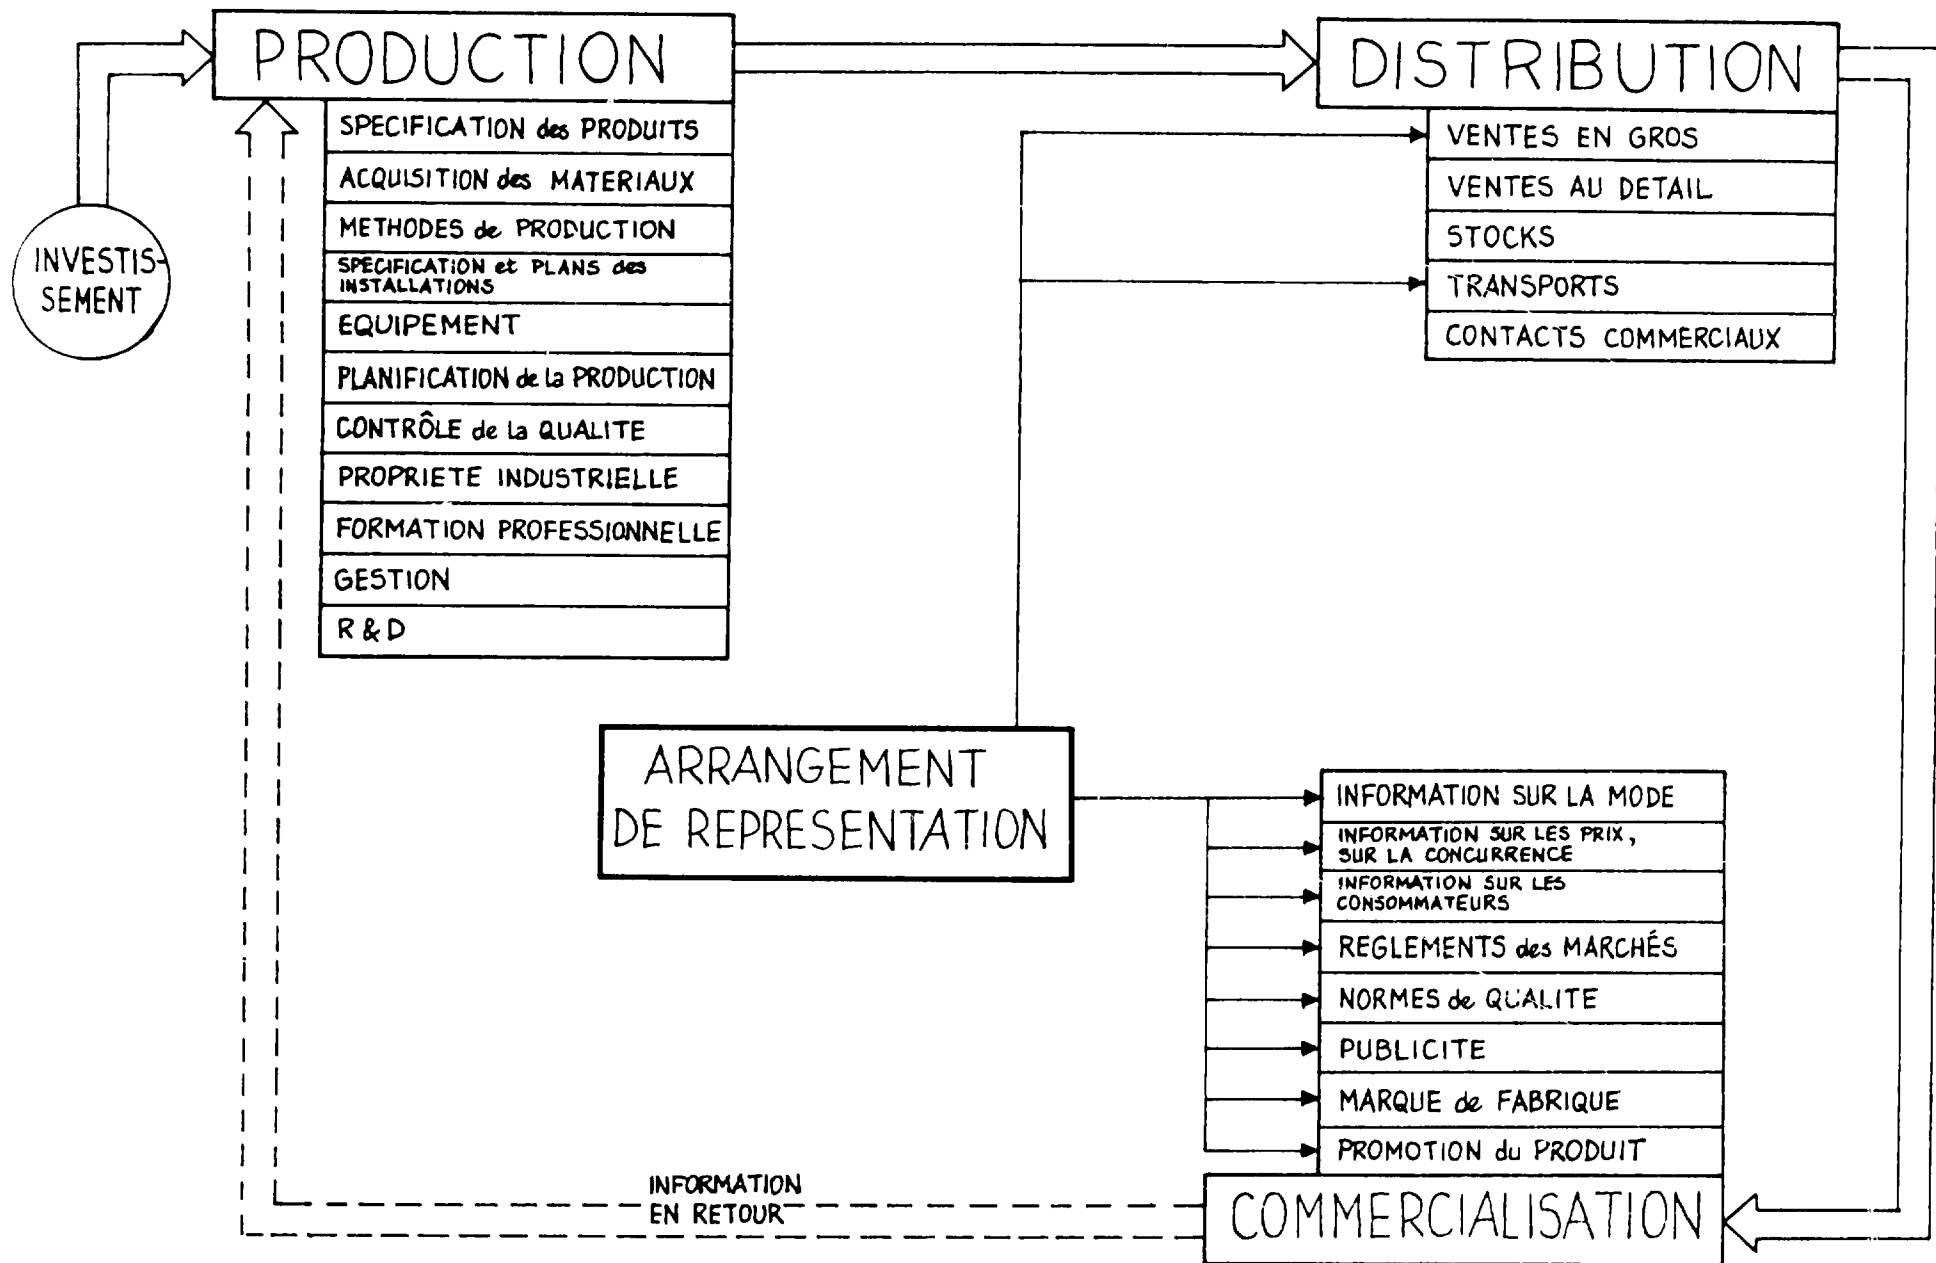 PRODUCTION
SPECIFICATION des PRODUITS
ACQUISITION des MATERIAUX
METHODES de PRODUCTION
SPECIFICATION et PLANS des
INSTALLATIONS
EQUIPEMENT
PLANIFICATION de la PRODUCTION
CONTRÔLE de la QUALITE
PROPRIETE INDUSTRIELLE
FORMATION PROFESSIONNELLE
GESTION
R & D
INVESTIS-
SEMENT
DISTRIBUTION
VENTES EN GROS
VENTES AU DETAIL
STOCKS
TRANSPORTS
CONTACTS COMMERCIAUX
ARRANGEMENT
DE REPRESENTATION
INFORMATION SUR LA MODE
INFORMATION SUR LES PRIX,
SUR LA CONCURRENCE
INFORMATION SUR LES
CONSOMMATEURS
REGLEMENTS des MARCHÉS
NORMES de QUALITE
PUBLICITE
MARQUE de FABRIQUE
PROMOTION du PRODUIT
COMMERCIALISATION
INFORMATION
EN RETOUR